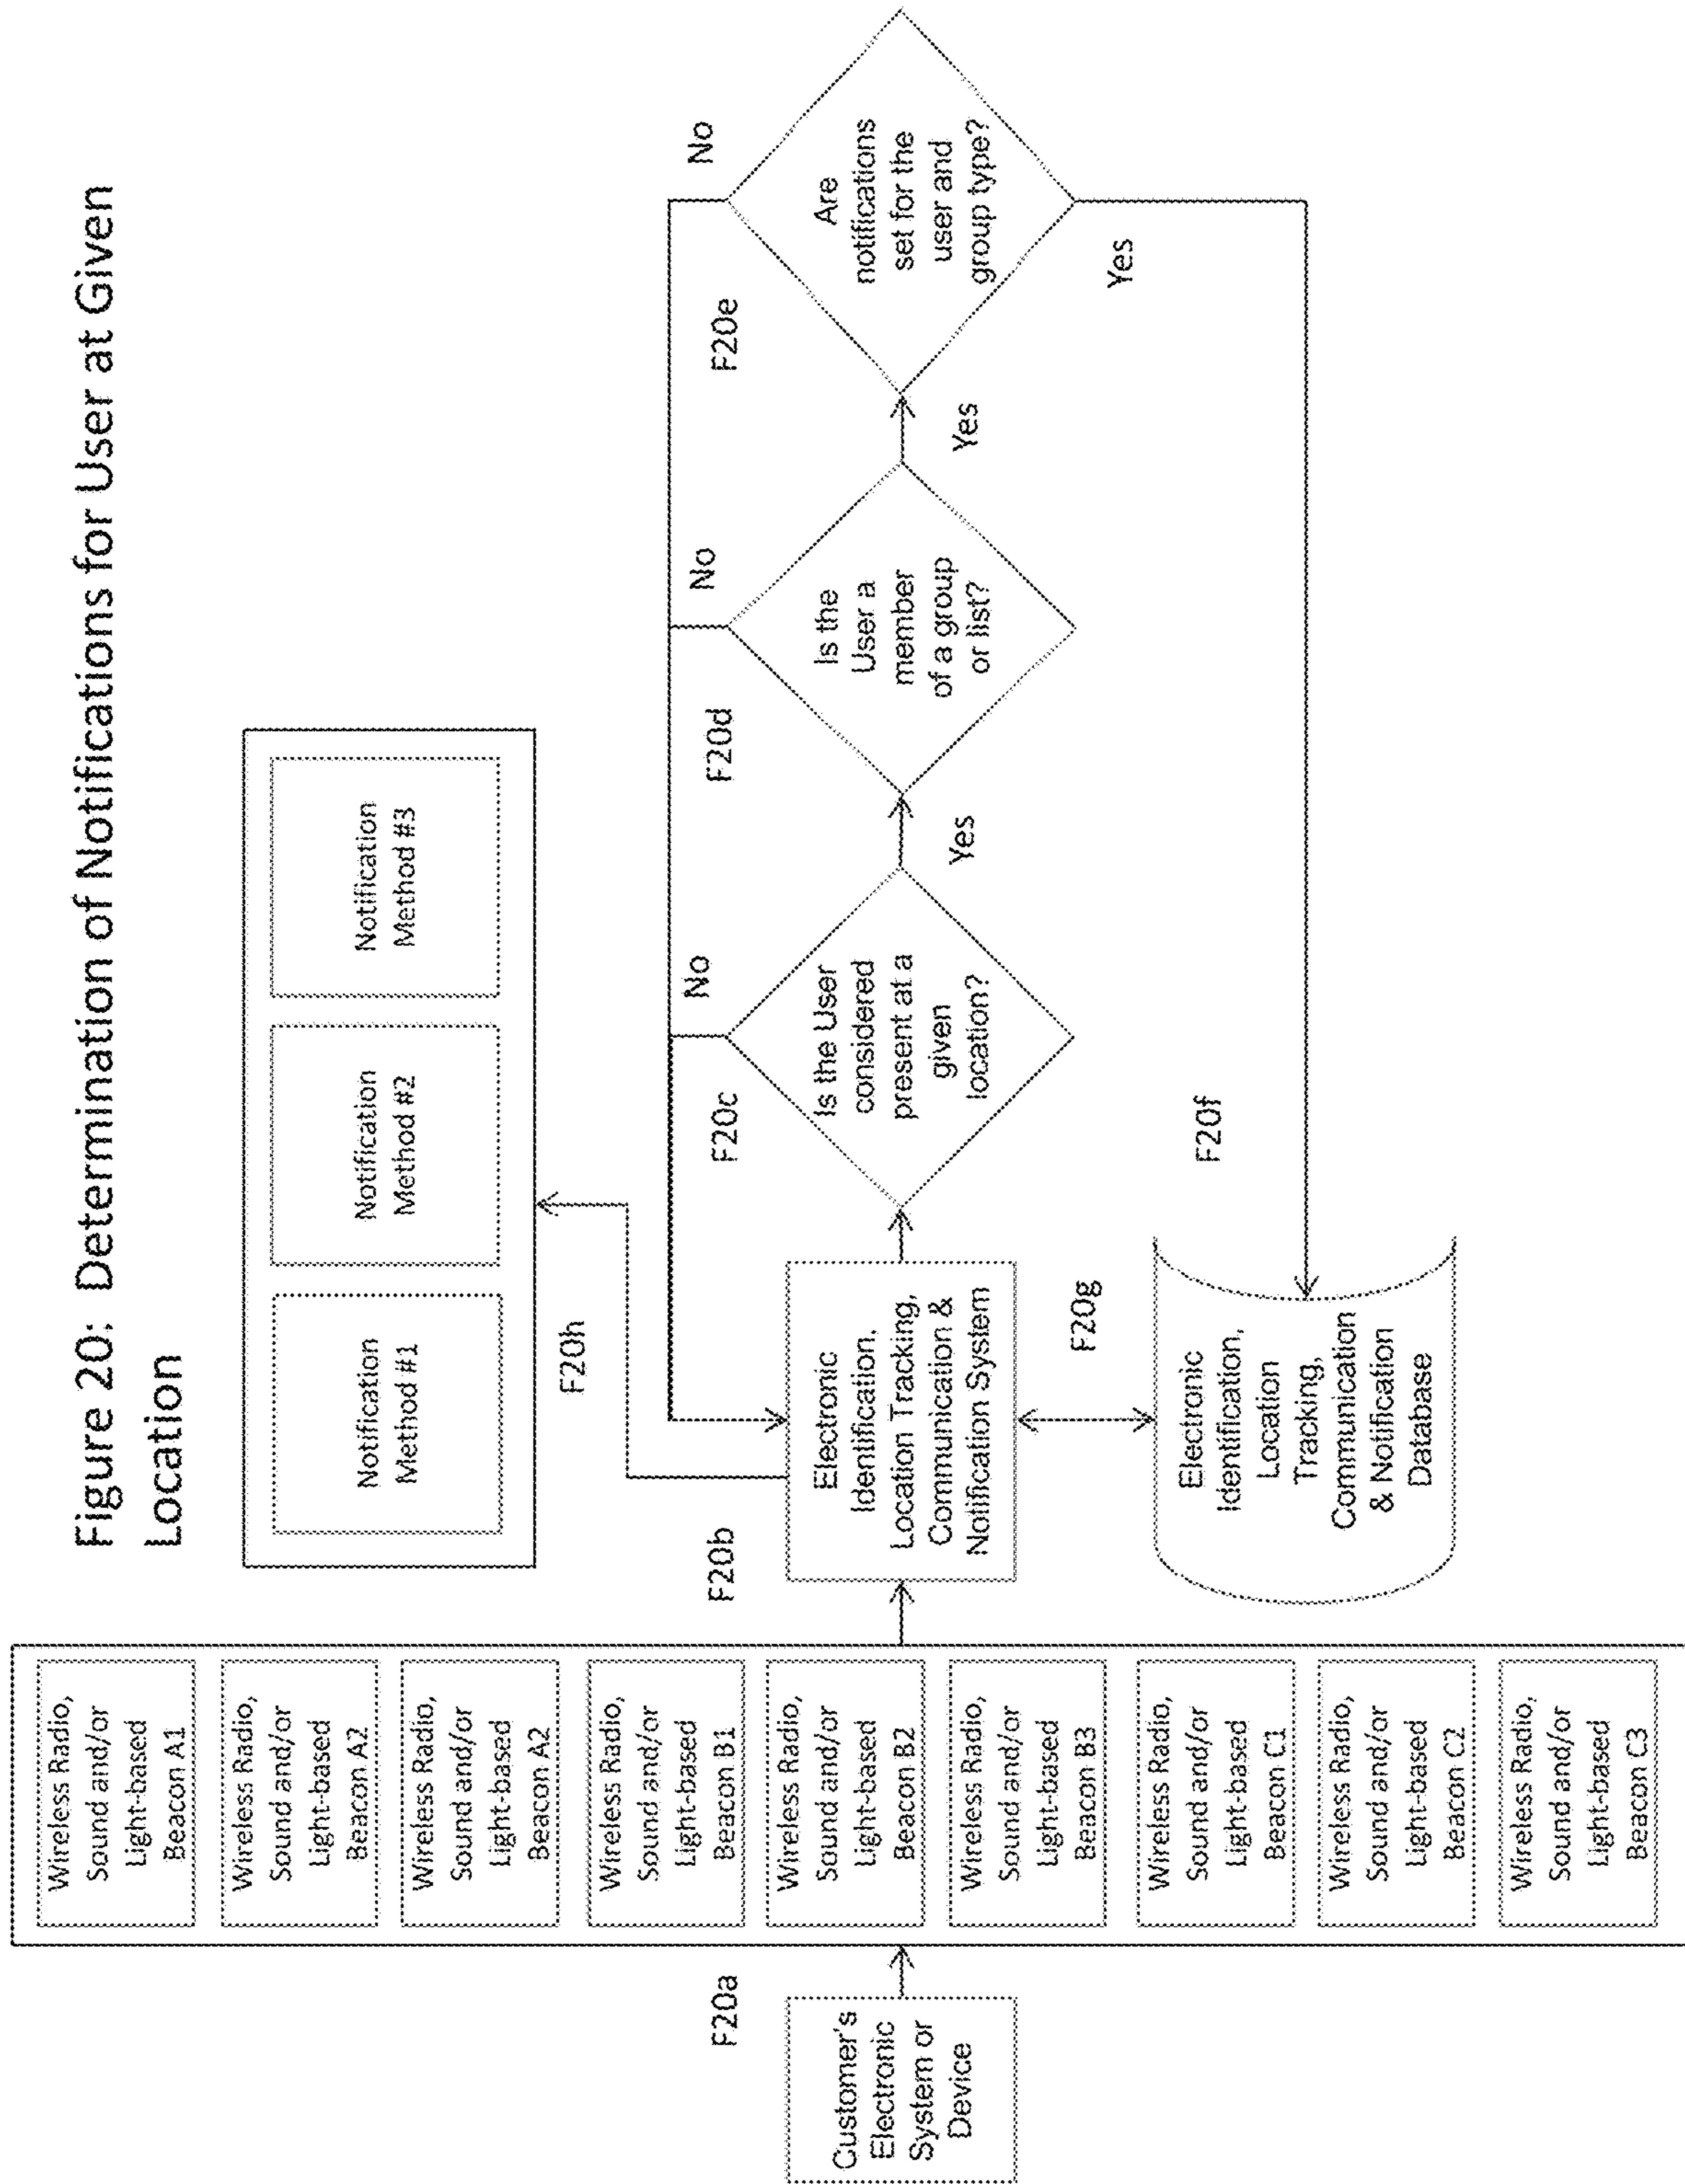 Figure 20: Determination of Notifications for User at Given
Location
Customer's
Electronic
System or
Device
F20a
Wireless Radio,
Sound and/or
Light-based
Beacon A1
Wireless Radio,
Sound and/or
Light-based
Beacon A2
Wireless Radio,
Sound and/or
Light-based
Beacon A2
Wireless Radio,
Sound and/or
Light-based
Beacon B1
Wireless Radio,
Sound and/or
Light-based
Beacon B2
Wireless Radio,
Sound and/or
Light-based
Beacon B3
Wireless Radio,
Sound and/or
Light-based
Beacon C1
Wireless Radio,
Sound and/or
Light-based
Beacon C2
Wireless Radio,
Sound and/or
Light-based
Beacon C3
F20b
Electronic
Identification,
Location Tracking,
Communication &
Notification System
F20h
Notification
Method #1
Notification
Method #2
Notification
Method #3
F20c
Is the User
considered
present at a
given
location?
No
Yes
F20d
Is the
User a
member
of a group
or list?
No
Yes
F20e
Are
notifications
set for the
user and
group type?
No
Yes
F20f
F20g
Electronic
Identification,
Location
Tracking,
Communication
& Notification
Database